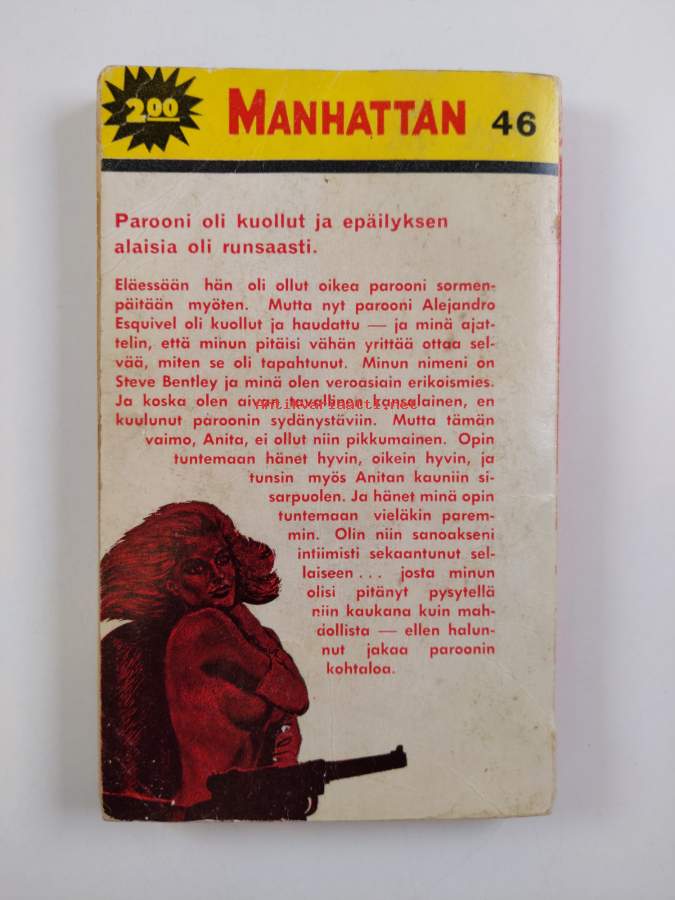 2.00
MANHATTAN 46
Parooni oli kuollut ja epäilyksen
alaisia oli runsaasti.
Eläessään hän oli ollut oikea parooni sormen-
päitään myöten. Mutta nyt parooni Alejandro
Esquivel oli kuollut ja haudattu — ja minä ajat-
telin, että minun pitäisi vähän yrittää ottaa sel-
vää, miten se oli tapahtunut. Minun nimeni on
Steve Bentley ja minä olen veroasiain erikoismies.
Ja koska olen aivan tavallinen kansalainen, en
antikvariaatti.net
kuulunut paroonin sydänystäviin. Mutta tämän
vaimo, Anita, ei ollut niin pikkumainen. Opin
tuntemaan hänet hyvin, oikein hyvin, ja
tunsin myös Anitan kauniin si-
sarpuolen. Ja hänet minä opin
tuntemaan vieläkin parem-
min. Olin niin sanoakseni
intiimisti sekaantunut sel-
laiseen... josta minun
olisi pitänyt pysytellä
niin kaukana kuin mah-
dollista — ellen halun-
nut jakaa paroonin
kohtaloa.